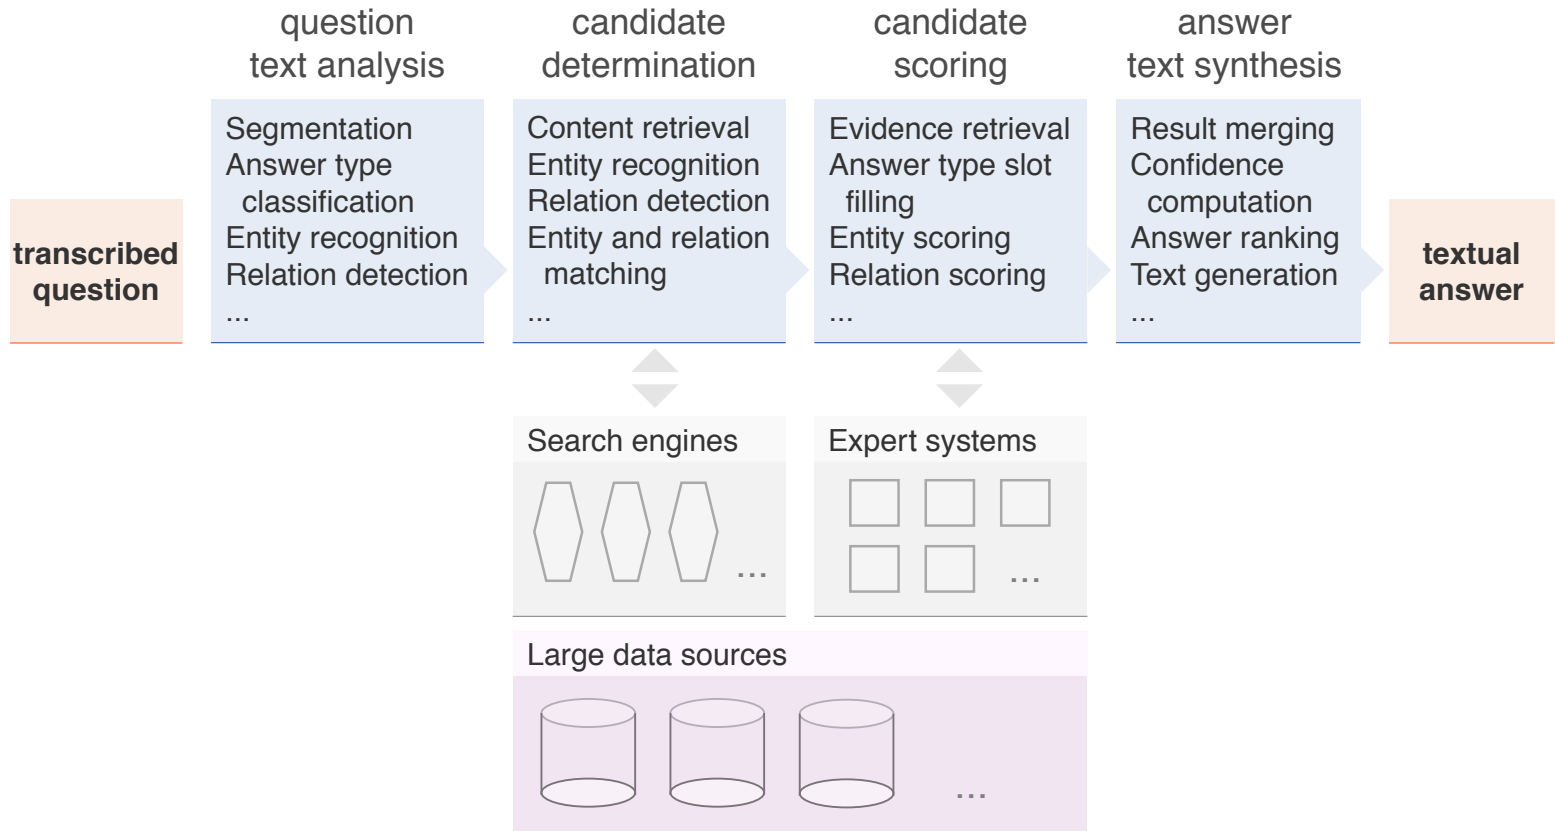 question
text analysis
candidate
determination
candidate
scoring
answer
text synthesis
transcribed
question
Segmentation
Answer type
classification
Entity recognition
Relation detection
...
Content retrieval
Entity recognition
Relation detection
Entity and relation
matching
...
Evidence retrieval
Answer type slot
filling
Entity scoring
Relation scoring
...
Result merging
Confidence
computation
Answer ranking
Text generation
...
textual
answer
Search engines
...
Expert systems
...
Large data sources
...